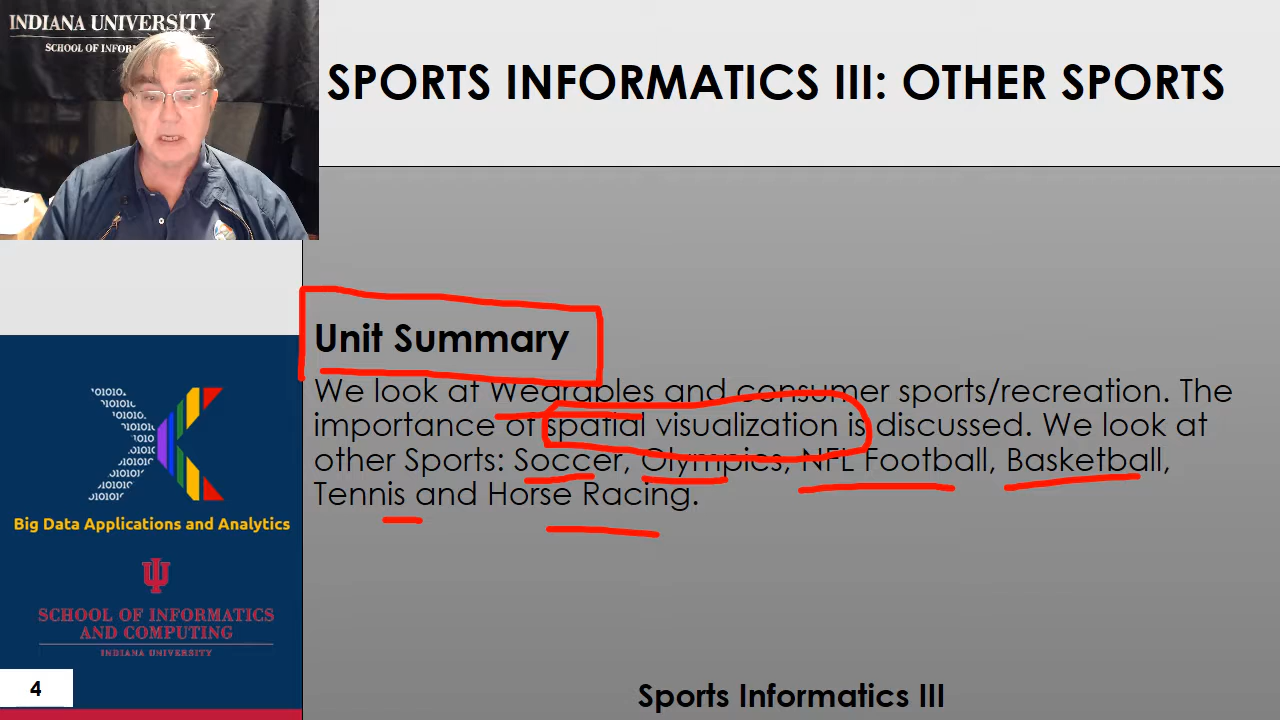 INDIANA UNIVERSITY
SCHOOL OF INFOR
SPORTS INFORMATICS III: OTHER SPORTS
Unit Summary
We look at Wearables and consumer sports/recreation. The
importance of spatial visualization is discussed. We look at
other Sports: Soccer, Olympics, NFL Football, Basketball,
Tennis and Horse Racing.
Big Data Applications and Analytics
SCHOOL OF INFORMATICS
AND COMPUTING
INDIANA UNIVERSITY
4
Sports Informatics III